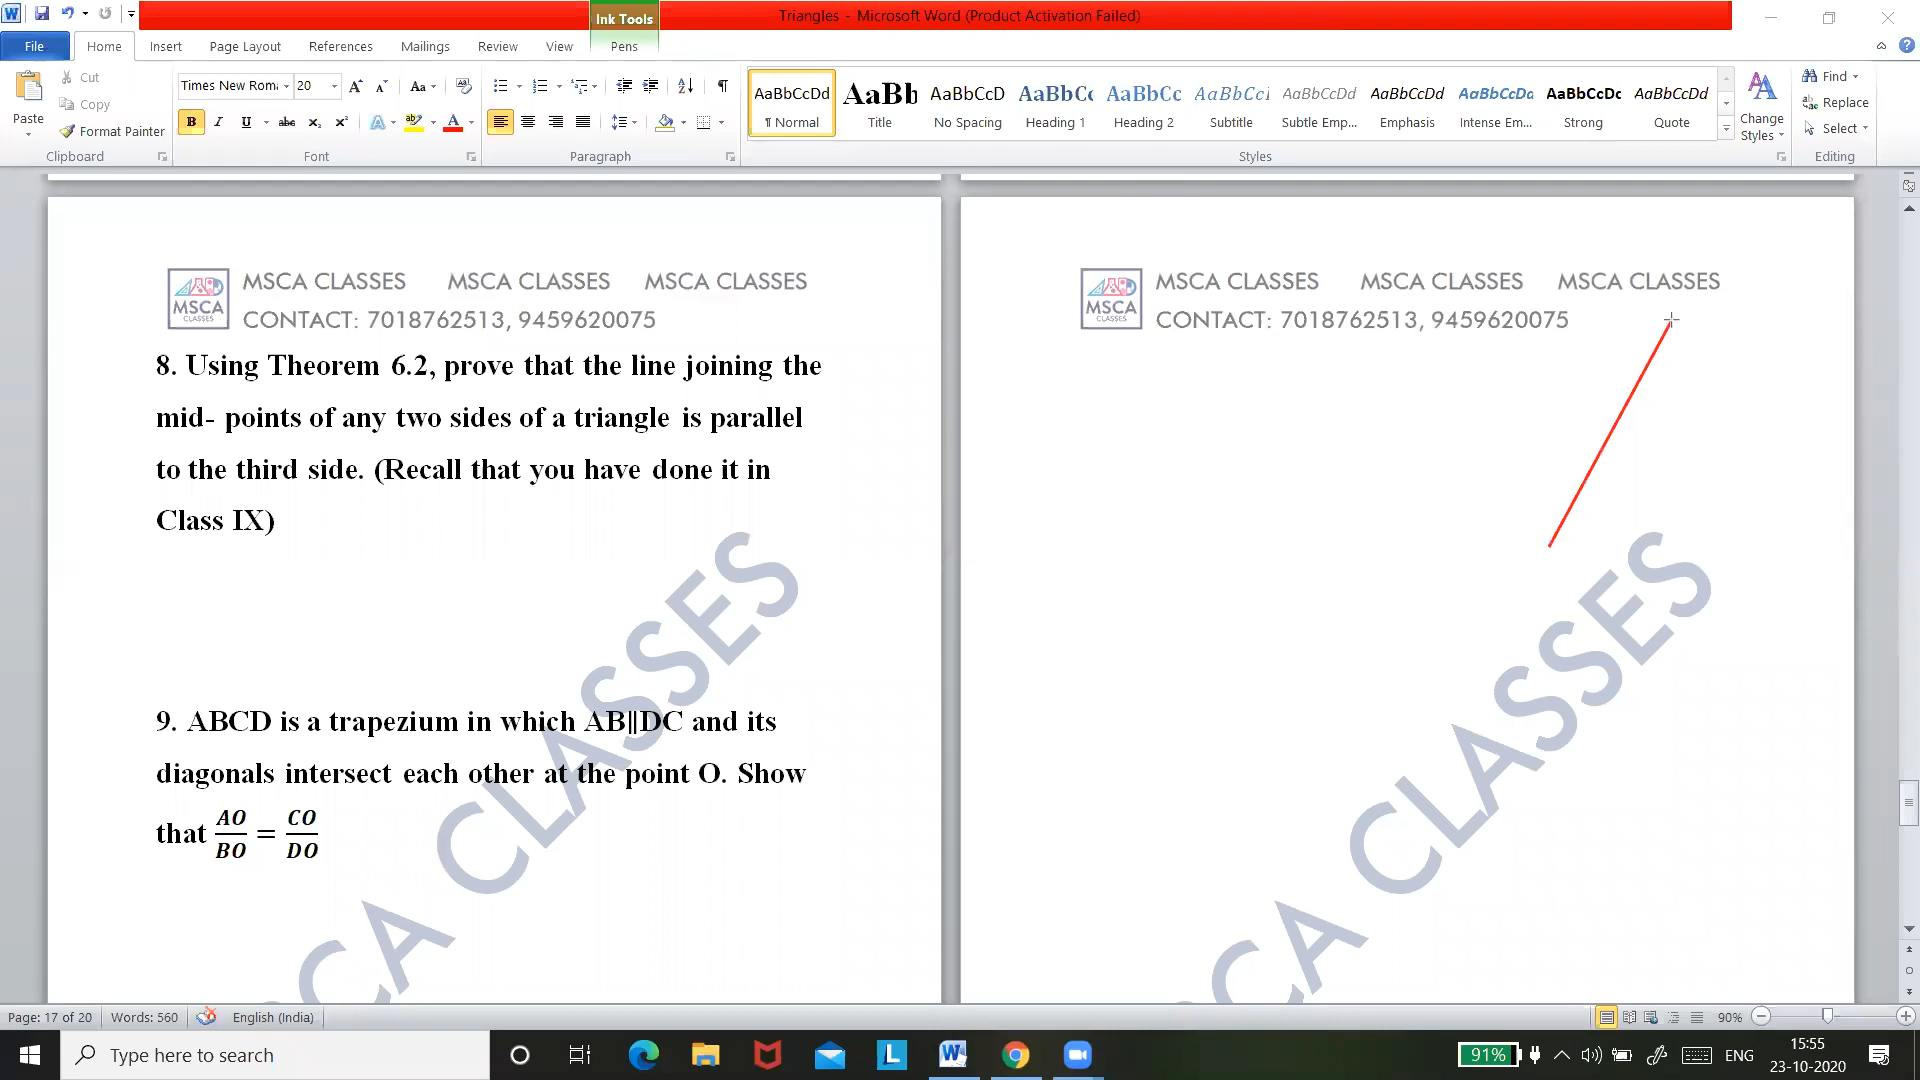 Ink Tools
Triangles - Microsoft Word (Product Activation Failed)
File Home Insert Page Layout References Mailings Review View Pens
Paste
Cut
Copy
Format Painter
Clipboard
Times New Rom 20
Font
Paragraph
AaBbCcDd AaBb AaBbCcD AaBbCc AaBbCc AaBbCcI AaBbCcDd AaBbCcDd AaBbCcDd AaBbCcDc AaBbCcDd
¶ Normal Title No Spacing Heading 1 Heading 2 Subtitle Subtle Emp... Emphasis Intense Em... Strong Quote
Styles
Change Styles
Find
Replace
Select
Editing
MSCA CLASSES MSCA CLASSES MSCA CLASSES
MSCA CLASSES
CONTACT: 7018762513, 9459620075
8. Using Theorem 6.2, prove that the line joining the
mid- points of any two sides of a triangle is parallel
to the third side. (Recall that you have done it in
Class IX)
9. ABCD is a trapezium in which AB||DC and its
diagonals intersect each other at the point O. Show
that AO/BO = CO/DO
MSCA CLASSES
MSCA CLASSES MSCA CLASSES MSCA CLASSES
MSCA CLASSES
CONTACT: 7018762513, 9459620075
MSCA CLASSES
Page: 17 of 20 Words: 560 English (India) 90%
Type here to search
91% ENG
15:55
23-10-2020